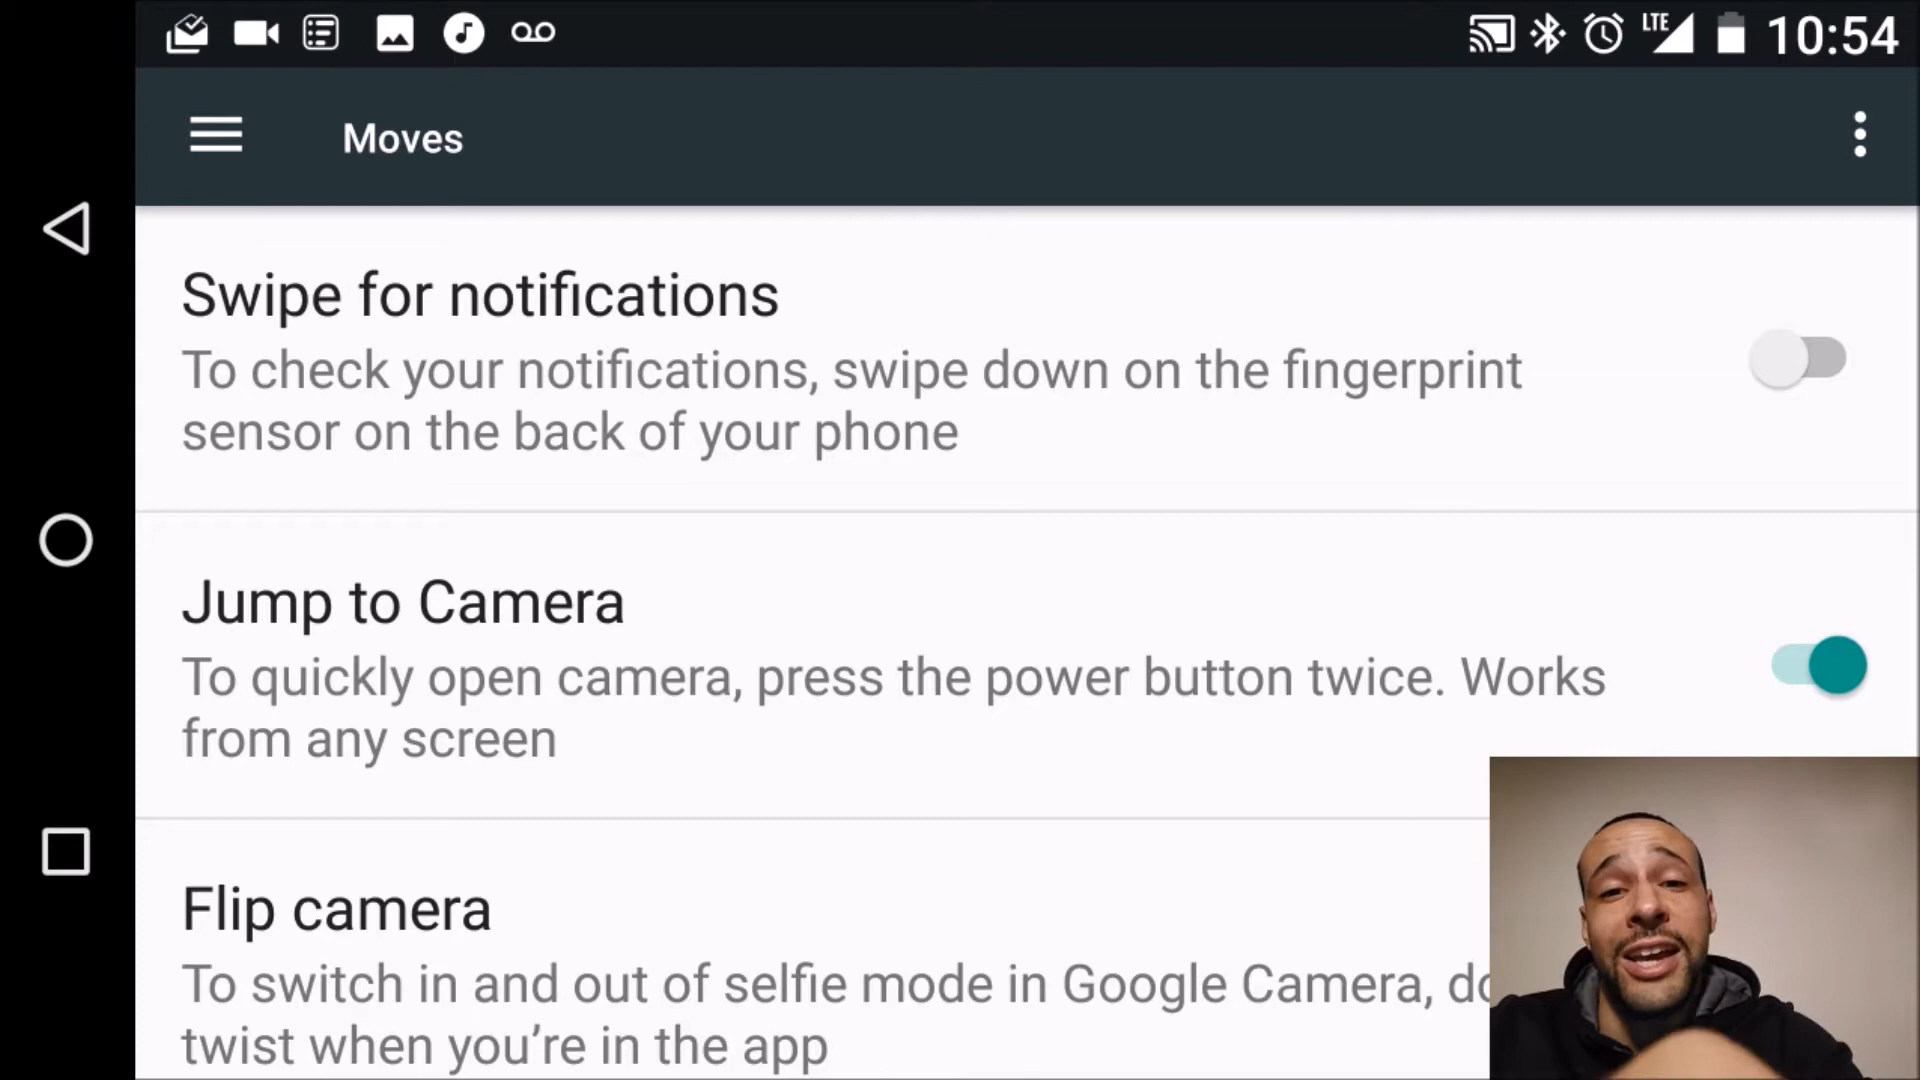 LTE 10:54
Moves
Swipe for notifications
To check your notifications, swipe down on the fingerprint
sensor on the back of your phone
Jump to Camera
To quickly open camera, press the power button twice. Works
from any screen
Flip camera
To switch in and out of selfie mode in Google Camera,
twist when you’re in the app